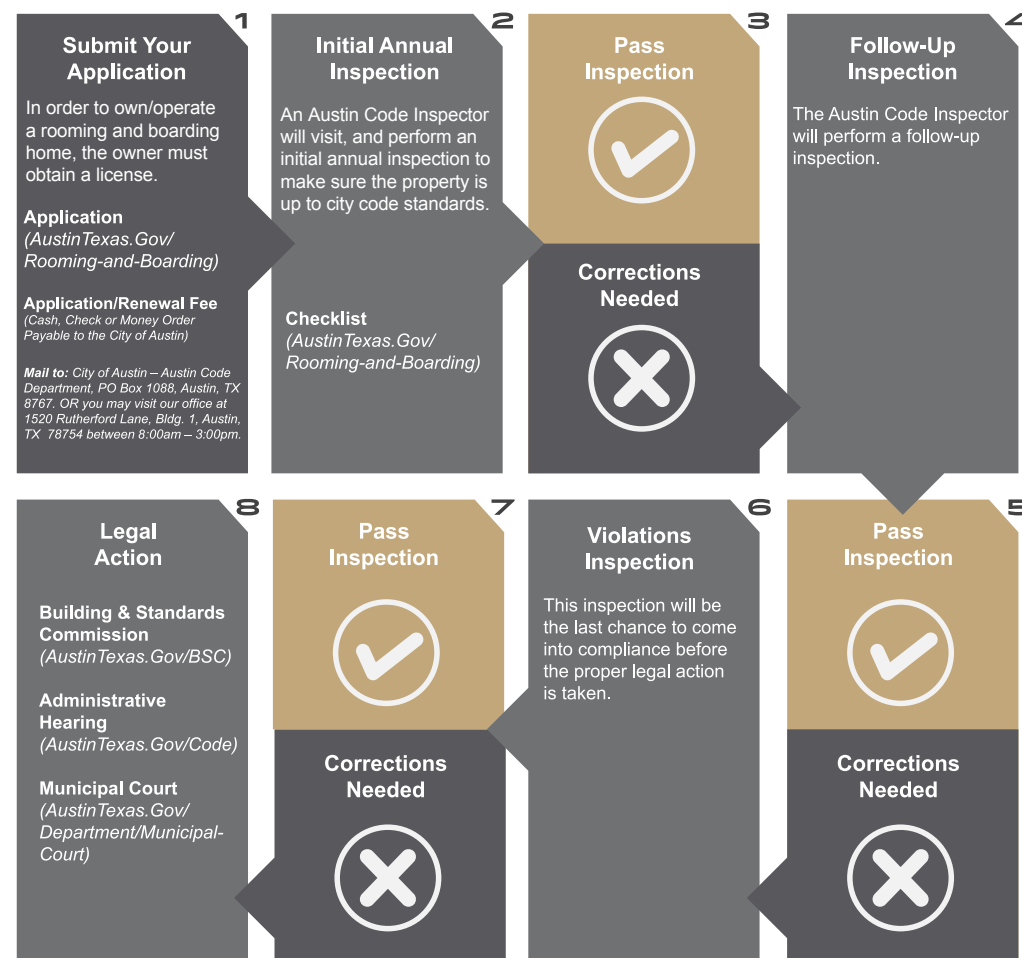 1
Submit Your
Application
In order to own/operate
a rooming and boarding
home, the owner must
obtain a license.
Application
(AustinTexas.Gov/
Rooming-and-Boarding)
Application/Renewal Fee
(Cash, Check or Money Order
Payable to the City of Austin)
Mail to: City of Austin – Austin Code
Department, PO Box 1088, Austin, TX
8767. OR you may visit our office at
1520 Rutherford Lane, Bldg. 1, Austin,
TX 78754 between 8:00am – 3:00pm.
2
Initial Annual
Inspection
An Austin Code Inspector
will visit, and perform an
initial annual inspection to
make sure the property is
up to city code standards.
Checklist
(AustinTexas.Gov/
Rooming-and-Boarding)
3
Pass
Inspection
Corrections
Needed
4
Follow-Up
Inspection
The Austin Code Inspector
will perform a follow-up
inspection.
5
Pass
Inspection
Corrections
Needed
6
Violations
Inspection
This inspection will be
the last chance to come
into compliance before
the proper legal action
is taken.
7
Pass
Inspection
Corrections
Needed
8
Legal
Action
Building & Standards
Commission
(AustinTexas.Gov/BSC)
Administrative
Hearing
(AustinTexas.Gov/Code)
Municipal Court
(AustinTexas.Gov/
Department/Municipal-
Court)